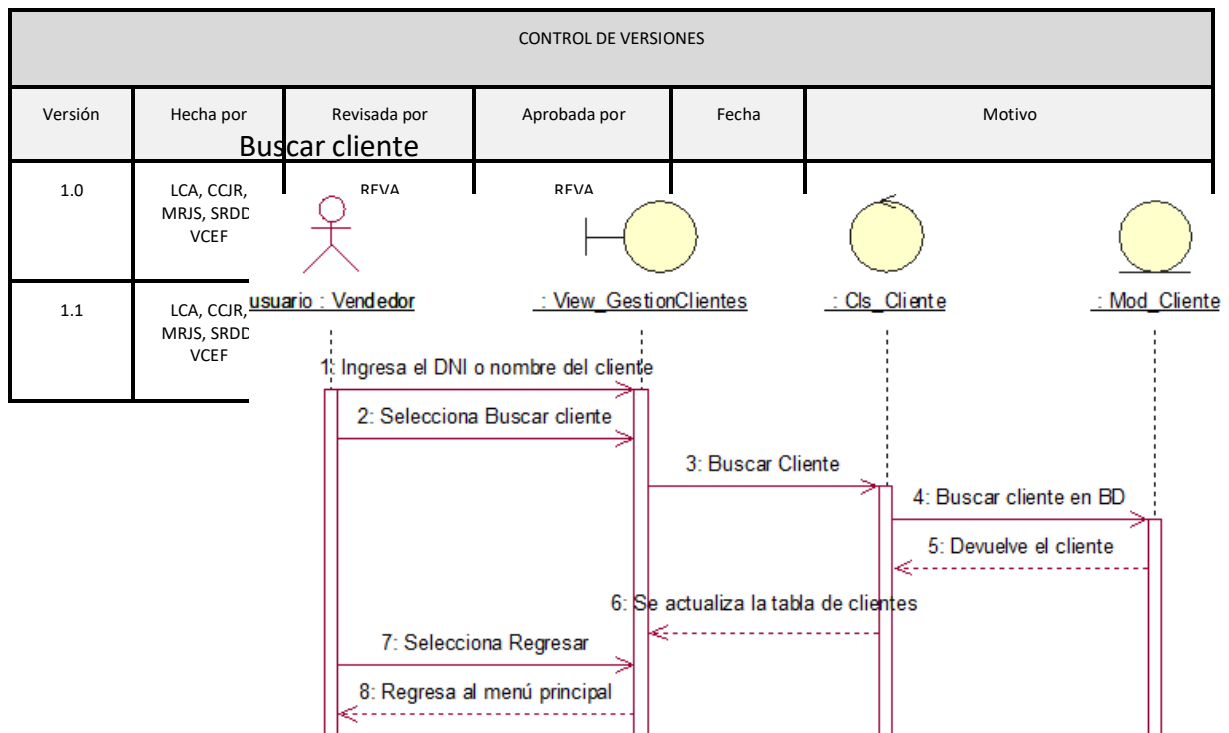 CONTROL DE VERSIONES
Versión Hecha por Revisada por Aprobada por Fecha Motivo
Buscar cliente
1.0 LCA, CCJR, MRJS, SRDD VCEF REVA REVA
1.1 LCA, CCJR, MRJS, SRDD VCEF
usuario : Vendedor : View_GestionClientes : Cls_Cliente : Mod_Cliente
1: Ingresa el DNI o nombre del cliente
2: Selecciona Buscar cliente
3: Buscar Cliente
4: Buscar cliente en BD
5: Devuelve el cliente
6: Se actualiza la tabla de clientes
7: Selecciona Regresar
8: Regresa al menú principal